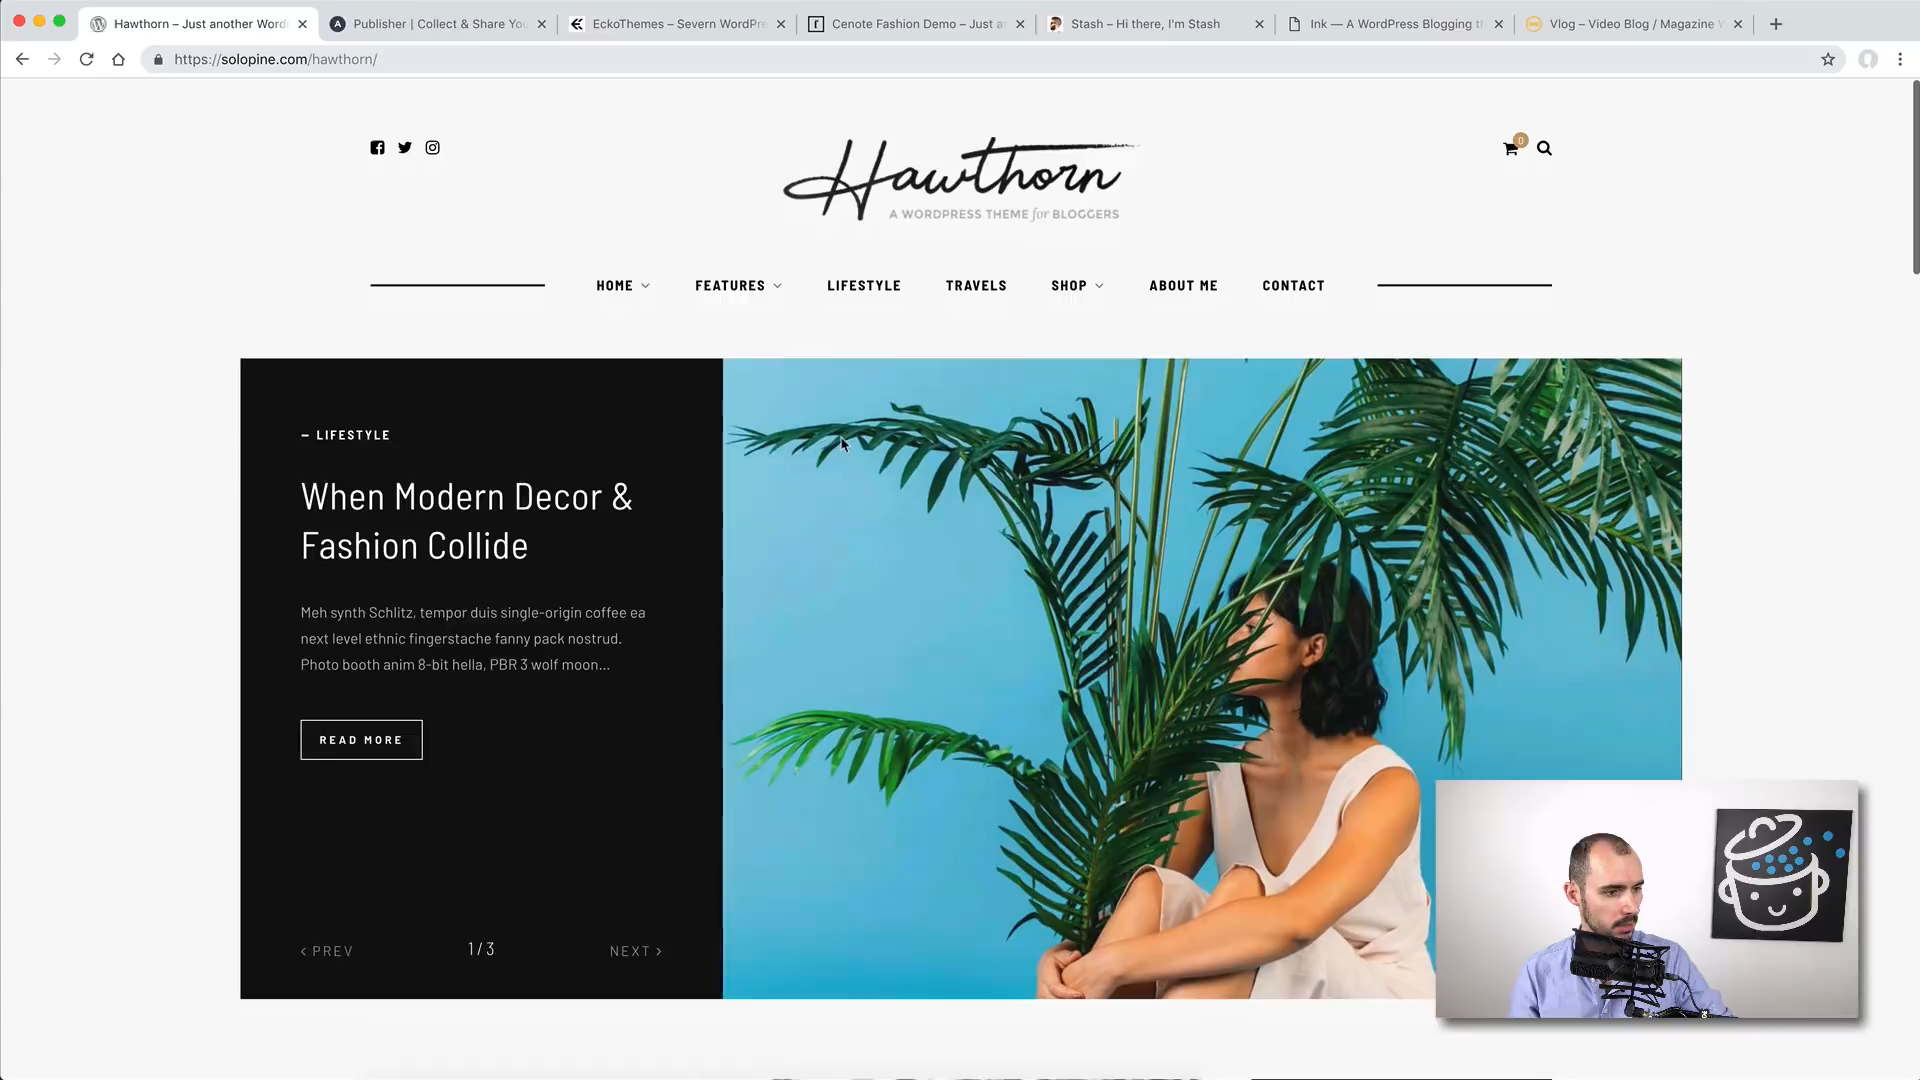 Hawthorn – Just another Word
Publisher | Collect & Share You
EckoThemes – Severn WordPre
Cenote Fashion Demo – Just a
Stash – Hi there, I'm Stash
Ink — A WordPress Blogging t
Vlog – Video Blog / Magazine W
https://solopine.com/hawthorn/
0
Hawthorn
A WORDPRESS THEME for BLOGGERS
HOME
FEATURES
LIFESTYLE
TRAVELS
SHOP
ABOUT ME
CONTACT
– LIFESTYLE
When Modern Decor &
Fashion Collide
Meh synth Schlitz, tempor duis single-origin coffee ea
next level ethnic fingerstache fanny pack nostrud.
Photo booth anim 8-bit hella, PBR 3 wolf moon...
READ MORE
< PREV
1 / 3
NEXT >